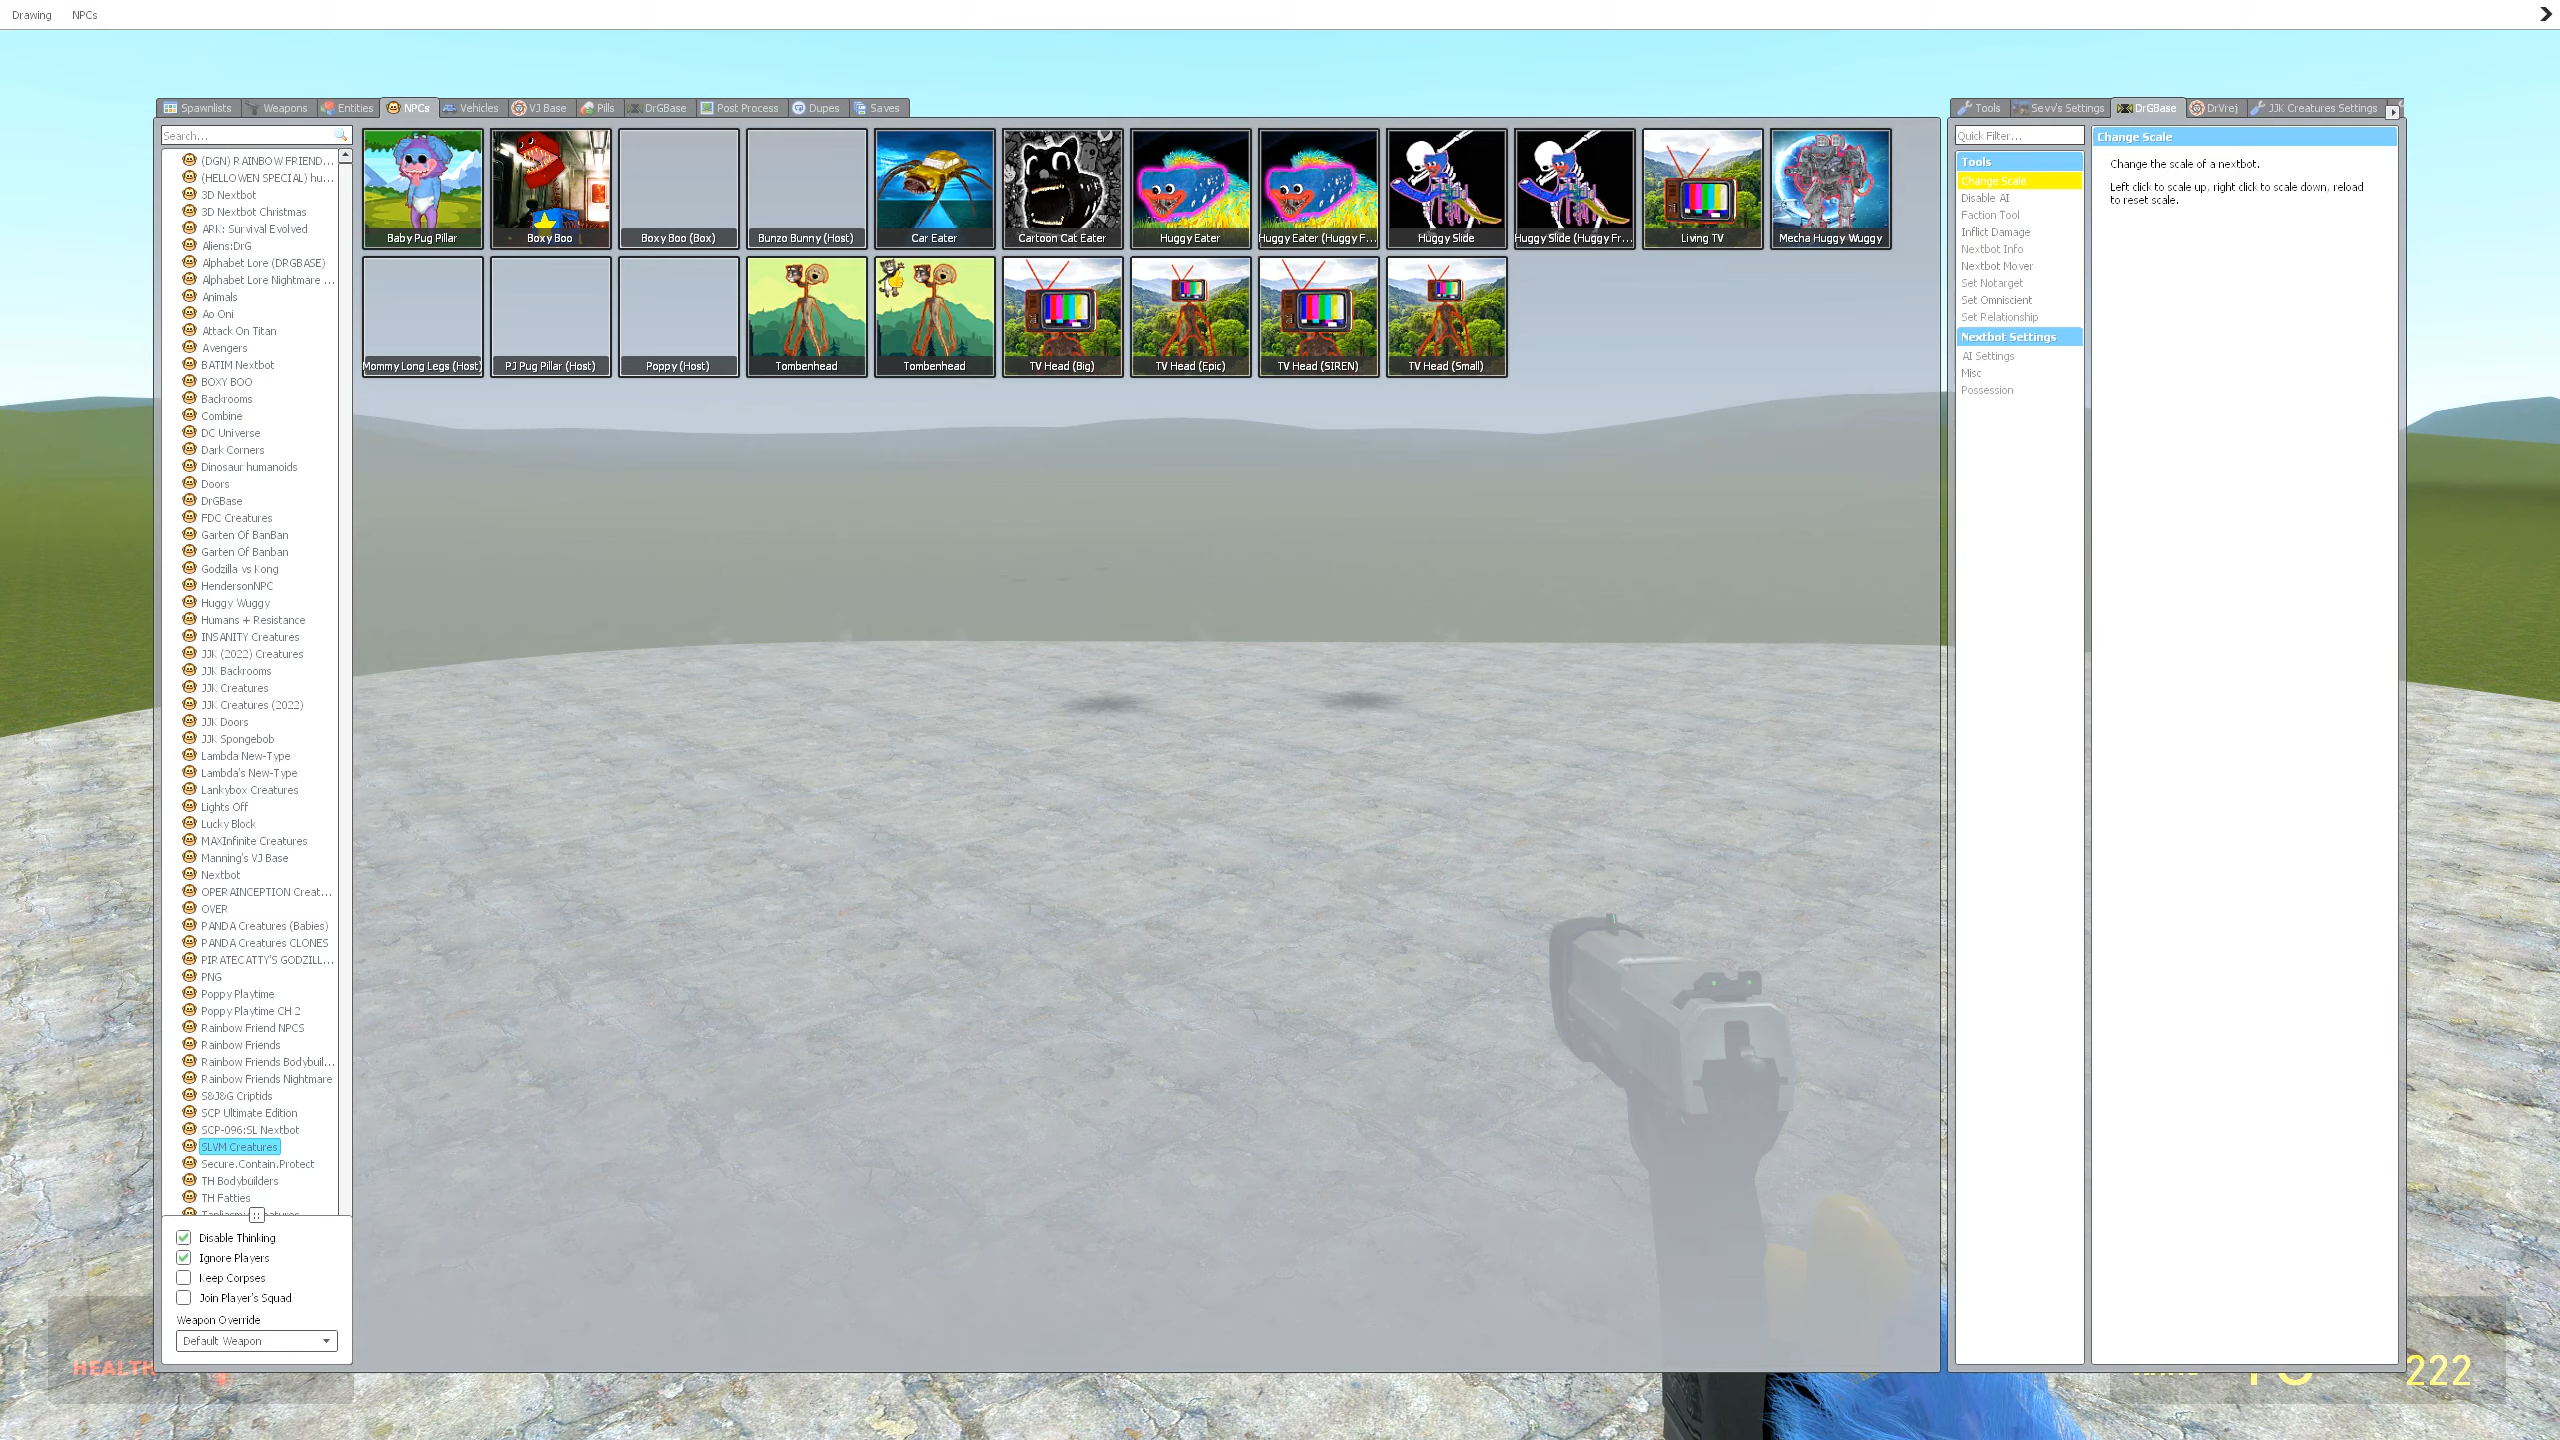 Drawing NPCs
Spawnlists Weapons Entities NPCs Vehicles VJ Base Pills DrGBase Post Process Dupes Saves
Tools Sevv's Settings DrGBase DrVrej JJK Creatures Settings
Search...
(DGN) RAINBOW FRIEND...
(HELLOWEN SPECIAL) hu...
3D Nextbot
3D Nextbot Christmas
ARK: Survival Evolved
Aliens:DrG
Alphabet Lore (DRGBASE)
Alphabet Lore Nightmare ...
Animals
Ao Oni
Attack On Titan
Avengers
BATIM Nextbot
BOXY BOO
Backrooms
Combine
DC Universe
Dark Corners
Dinosaur humanoids
Doors
DrGBase
FDC Creatures
Garten Of BanBan
Garten Of Banban
Godzilla vs Kong
HendersonNPC
Huggy Wuggy
Humans + Resistance
INSANITY Creatures
JJK (2022) Creatures
JJK Backrooms
JJK Creatures
JJK Creatures (2022)
JJK Doors
JJK Spongebob
Lambda New-Type
Lambda's New-Type
Lankybox Creatures
Lights Off
Lucky Block
MAXInfinite Creatures
Manning's VJ Base
Nextbot
OPERAINCEPTION Creat...
OVER
PANDA Creatures (Babies)
PANDA Creatures CLONES
PIRATECATTY'S GODZILL...
PNG
Poppy Playtime
Poppy Playtime CH 2
Rainbow Friend NPCS
Rainbow Friends
Rainbow Friends Bodybuil...
Rainbow Friends Nightmare
S&J&G Criptids
SCP Ultimate Edition
SCP-096:SL Nextbot
SLVM Creatures
Secure.Contain.Protect
TH Bodybuilders
TH Fatties
Disable Thinking
Ignore Players
Keep Corpses
Join Player's Squad
Weapon Override
Default Weapon
Baby Pug Pillar
Boxy Boo
Boxy Boo (Box)
Bunzo Bunny (Host)
Car Eater
Cartoon Cat Eater
Huggy Eater
Huggy Eater (Huggy F...
Huggy Slide
Huggy Slide (Huggy Fr...
Living TV
Mecha Huggy Wuggy
Mommy Long Legs (Host)
PJ Pug Pillar (Host)
Poppy (Host)
Tombenhead
Tombenhead
TV Head (Big)
TV Head (Epic)
TV Head (SIREN)
TV Head (Small)
Quick Filter...
Tools
Change Scale
Disable AI
Faction Tool
Inflict Damage
Nextbot Info
Nextbot Mover
Set Notarget
Set Omniscient
Set Relationship
Nextbot Settings
AI Settings
Misc
Possession
Change Scale
Change the scale of a nextbot.
Left click to scale up, right click to scale down, reload
to reset scale.
HEALTH
222